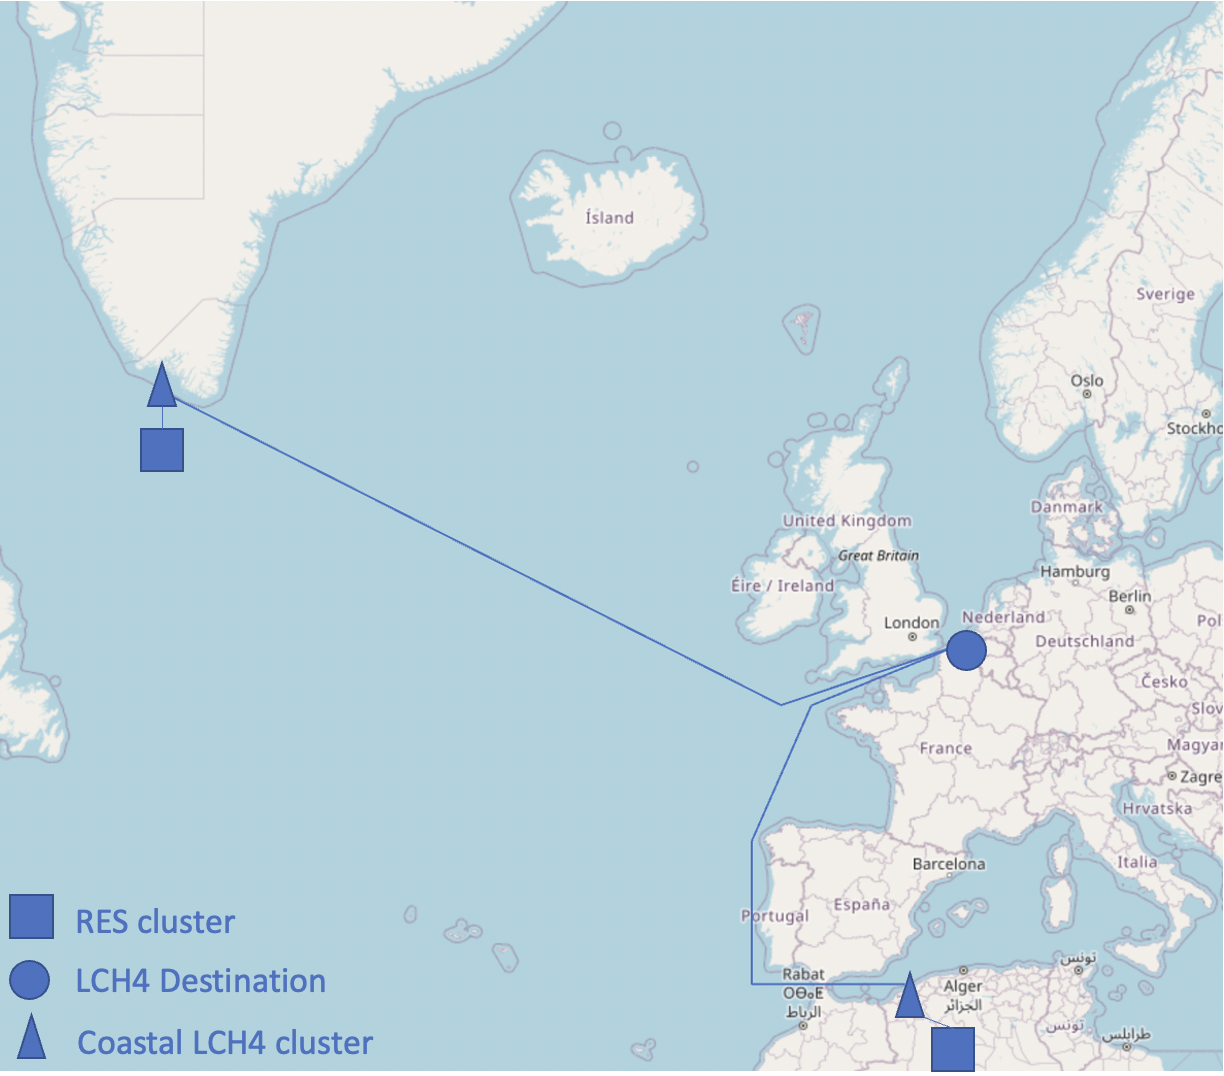 Ísland
Sverige
Oslo
Stockho
Danmark
United Kingdom
Great Britain
Hamburg
Éire / Ireland
Berlin
London
Nederland
Pols
Deutschland
Česko
Slov
France
Magyar
Zagre
Hrvatska
Barcelona
Italia
España
Portugal
RES cluster
تونس
Rabat
LCH4 Destination
Alger
ⵔⴱⴰⵟ
الجزائر
الرباط
تونس
طرابلس
Coastal LCH4 cluster